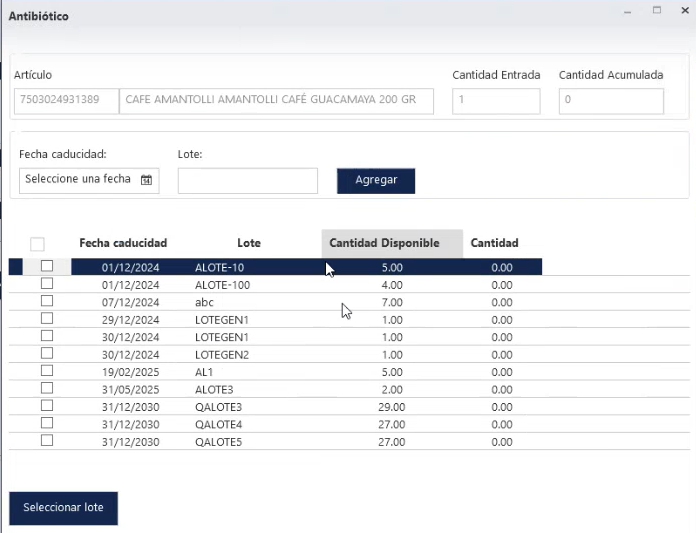 Antibiótico
Artículo Cantidad Entrada Cantidad Acumulada
7503024931389 CAFE AMANTOLLI AMANTOLLI CAFÉ GUACAMAYA 200 GR 1 0
Fecha caducidad: Lote:
Seleccione una fecha 14 Agregar
Fecha caducidad Lote Cantidad Disponible Cantidad
01/12/2024 ALOTE-10 5.00 0.00
01/12/2024 ALOTE-100 4.00 0.00
07/12/2024 abc 7.00 0.00
29/12/2024 LOTEGEN1 1.00 0.00
30/12/2024 LOTEGEN1 1.00 0.00
30/12/2024 LOTEGEN2 1.00 0.00
19/02/2025 AL1 5.00 0.00
31/05/2025 ALOTE3 2.00 0.00
31/12/2030 QALOTE3 29.00 0.00
31/12/2030 QALOTE4 27.00 0.00
31/12/2030 QALOTE5 27.00 0.00
Seleccionar lote